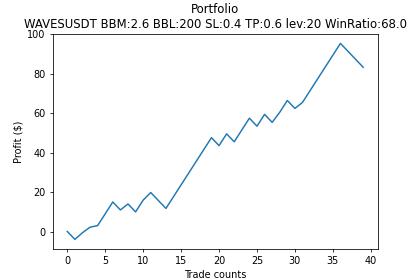 Portfolio
WAVESUSDT BBM:2.6 BBL:200 SL:0.4 TP:0.6 lev:20 WinRatio:68.0
100
80
60
40
20
0
Profit ($)
0 5 10 15 20 25 30 35 40
Trade counts